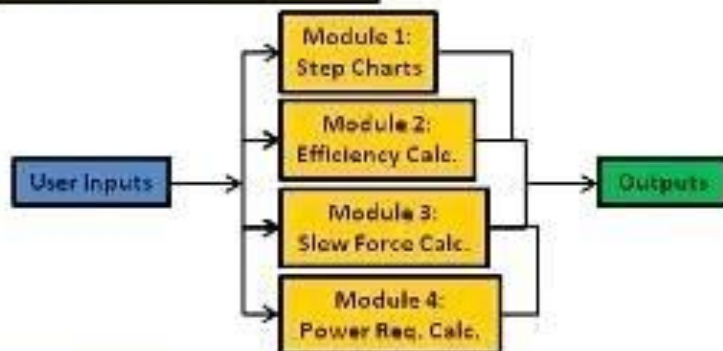 Module 1:
Step Charts
Module 2:
Efficiency Calc.
User Inputs
Outputs
Module 3:
Slew Force Calc.
Module 4:
Power Req. Calc.